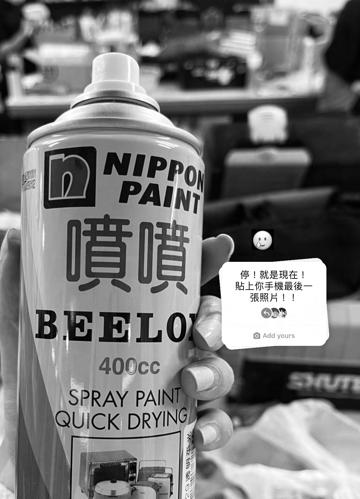 NIPPON
PAINT
噴噴
BEELON
400cc
SPRAY PAINT
QUICK DRYING
停！就是現在！
貼上你手機最後一
張照片！！
Add yours